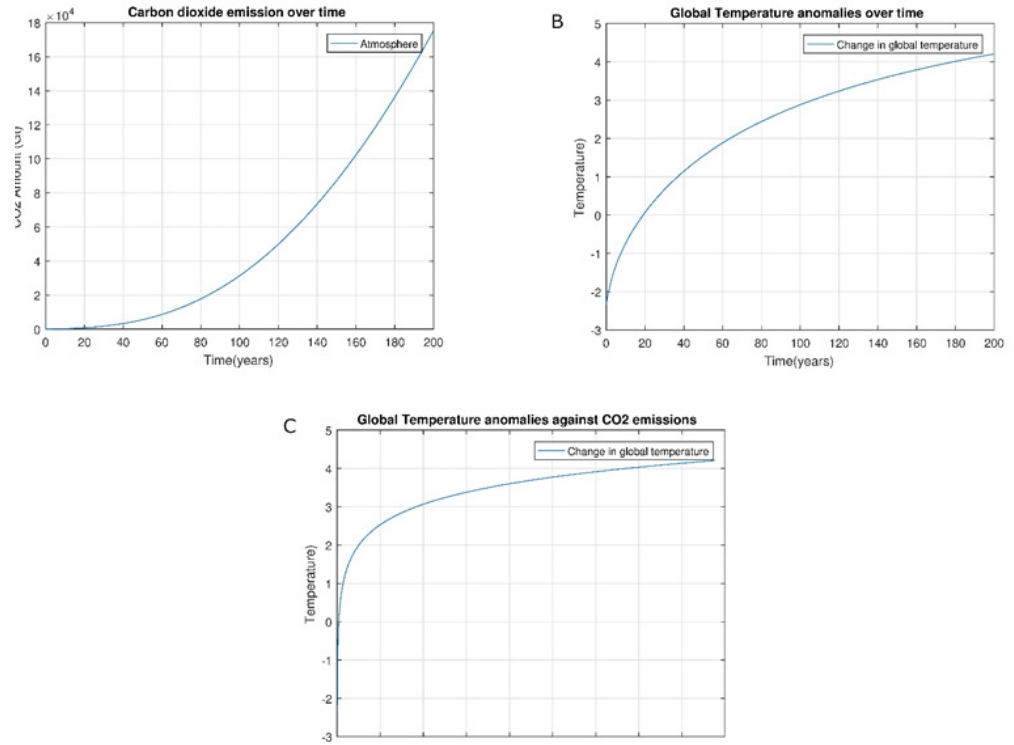 Carbon dioxide emission over time
× 10⁴
18
16
14
12
10
8
6
4
2
0
Atmosphere
CO2 Amount (Gt)
0 20 40 60 80 100 120 140 160 180 200
Time(years)
B
Global Temperature anomalies over time
5
4
3
2
1
0
-1
-2
-3
Change in global temperature
Temperature)
0 20 40 60 80 100 120 140 160 180 200
Time(years)
C
Global Temperature anomalies against CO2 emissions
5
4
3
2
1
0
-1
-2
-3
Change in global temperature
Temperature)